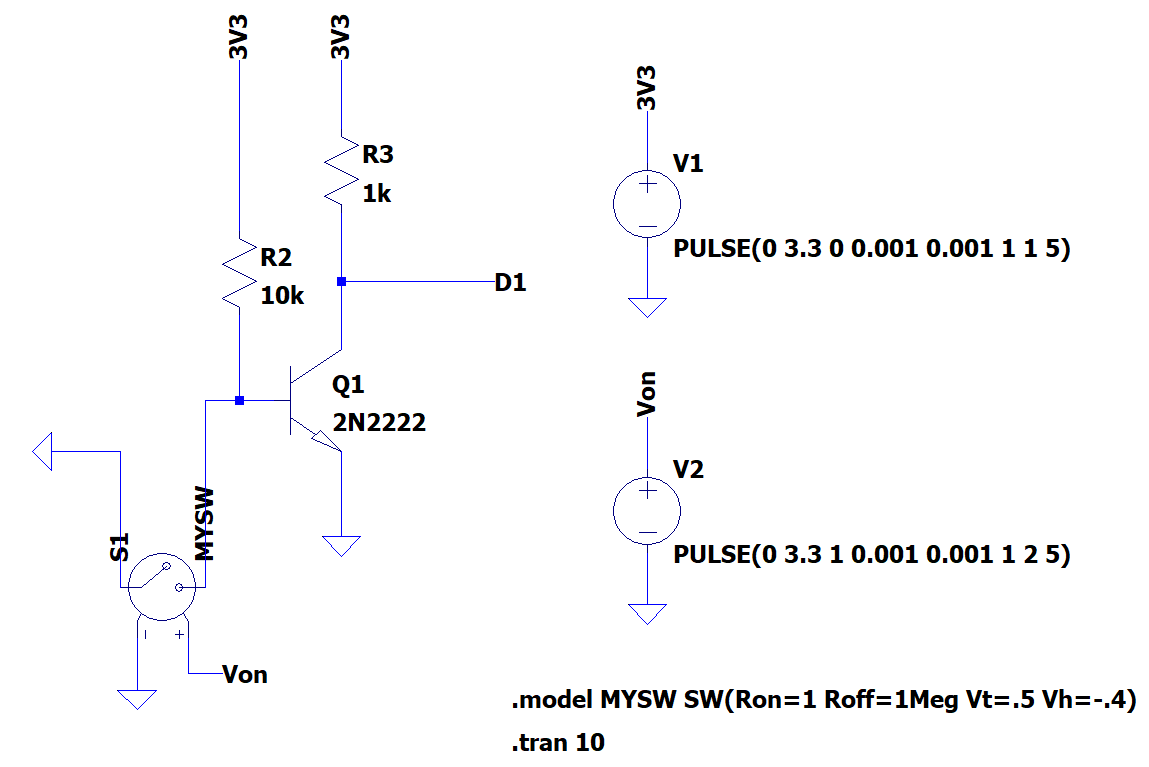 3V3
3V3
R3
1k
R2
10k
D1
Q1
2N2222
S1
MYSW
Von
3V3
V1
PULSE(0 3.3 0 0.001 0.001 1 1 5)
Von
V2
PULSE(0 3.3 1 0.001 0.001 1 2 5)
.model MYSW SW(Ron=1 Roff=1Meg Vt=.5 Vh=-.4)
.tran 10